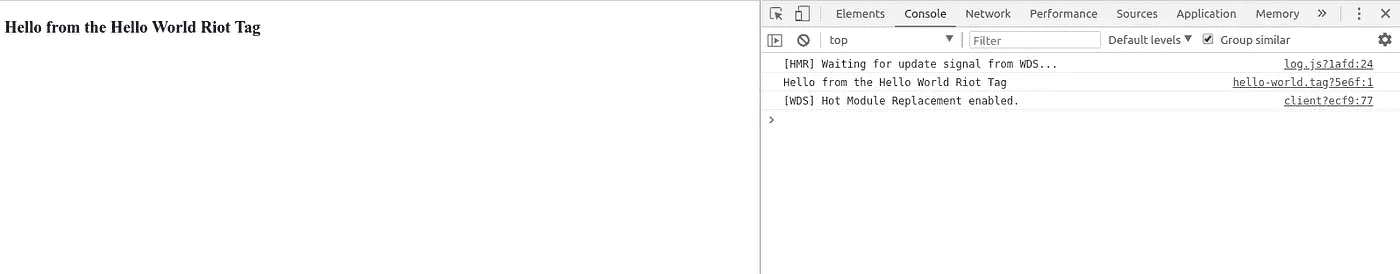 Hello from the Hello World Riot Tag
Elements Console Network Performance Sources Application Memory »
top Filter Default levels Group similar
[HMR] Waiting for update signal from WDS... log.js?1afd:24
Hello from the Hello World Riot Tag hello-world.tag?5e6f:1
[WDS] Hot Module Replacement enabled. client?ecf9:77
>